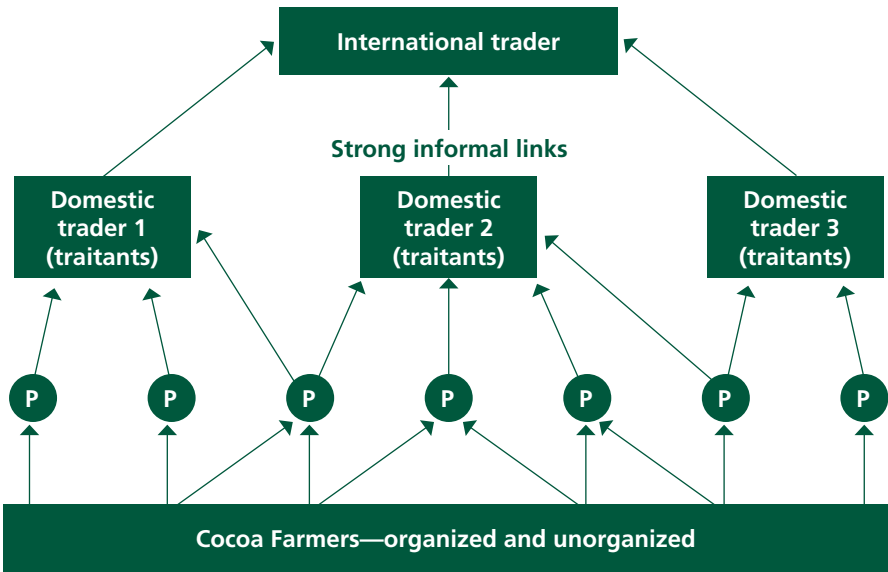 International trader
Strong informal links
Domestic
trader 1
(traitants)
Domestic
trader 2
(traitants)
Domestic
trader 3
(traitants)
P
P
P
P
P
P
P
Cocoa Farmers—organized and unorganized